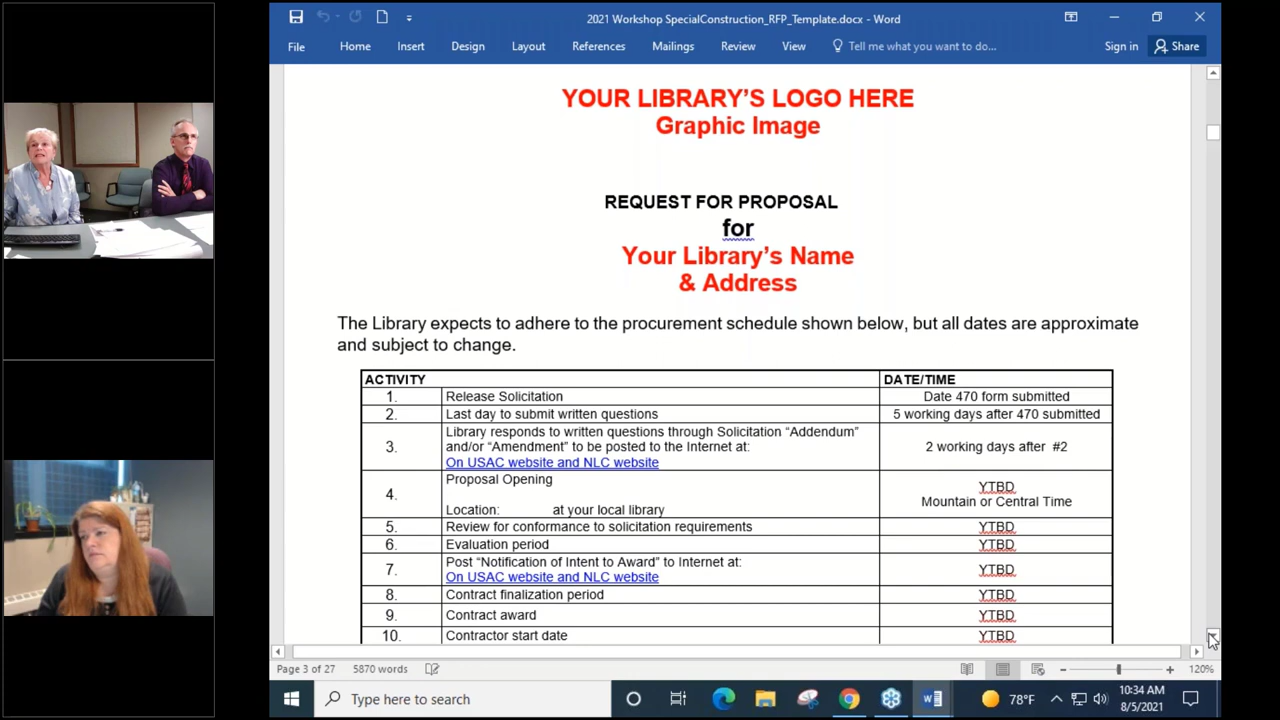 2021 Workshop SpecialConstruction_RFP_Template.docx - Word
File Home Insert Design Layout References Mailings Review View Tell me what you want to do... Sign in Share
YOUR LIBRARY'S LOGO HERE
Graphic Image
REQUEST FOR PROPOSAL
for
Your Library's Name
& Address
The Library expects to adhere to the procurement schedule shown below, but all dates are approximate
and subject to change.
ACTIVITY DATE/TIME
1. Release Solicitation Date 470 form submitted
2. Last day to submit written questions 5 working days after 470 submitted
3. Library responds to written questions through Solicitation “Addendum”
and/or “Amendment” to be posted to the Internet at:
On USAC website and NLC website
2 working days after #2
4. Proposal Opening
Location: at your local library
YTBD
Mountain or Central Time
5. Review for conformance to solicitation requirements YTBD
6. Evaluation period YTBD
7. Post “Notification of Intent to Award” to Internet at:
On USAC website and NLC website
YTBD
8. Contract finalization period YTBD
9. Contract award YTBD
10. Contractor start date YTBD
Page 3 of 27 5870 words 120%
Type here to search 78°F 10:34 AM
8/5/2021